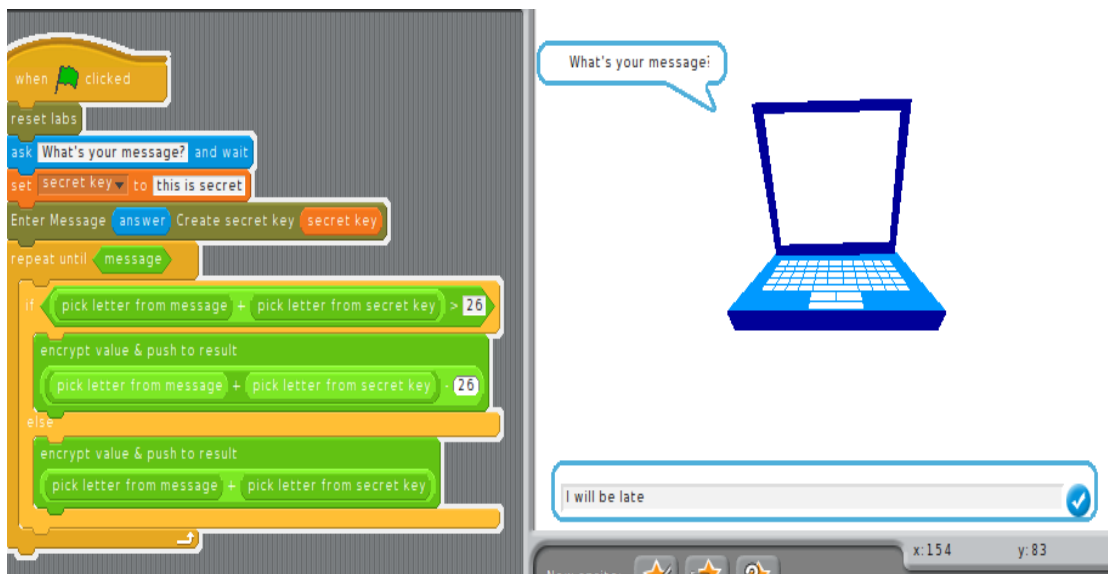 when clicked
reset labs
ask What's your message? and wait
set secret key to this is secret
Enter Message answer Create secret key secret key
repeat until message
if pick letter from message + pick letter from secret key > 26
encrypt value & push to result
pick letter from message + pick letter from secret key - 26
else
encrypt value & push to result
pick letter from message + pick letter from secret key
What's your message?
I will be late
x:154 y:83